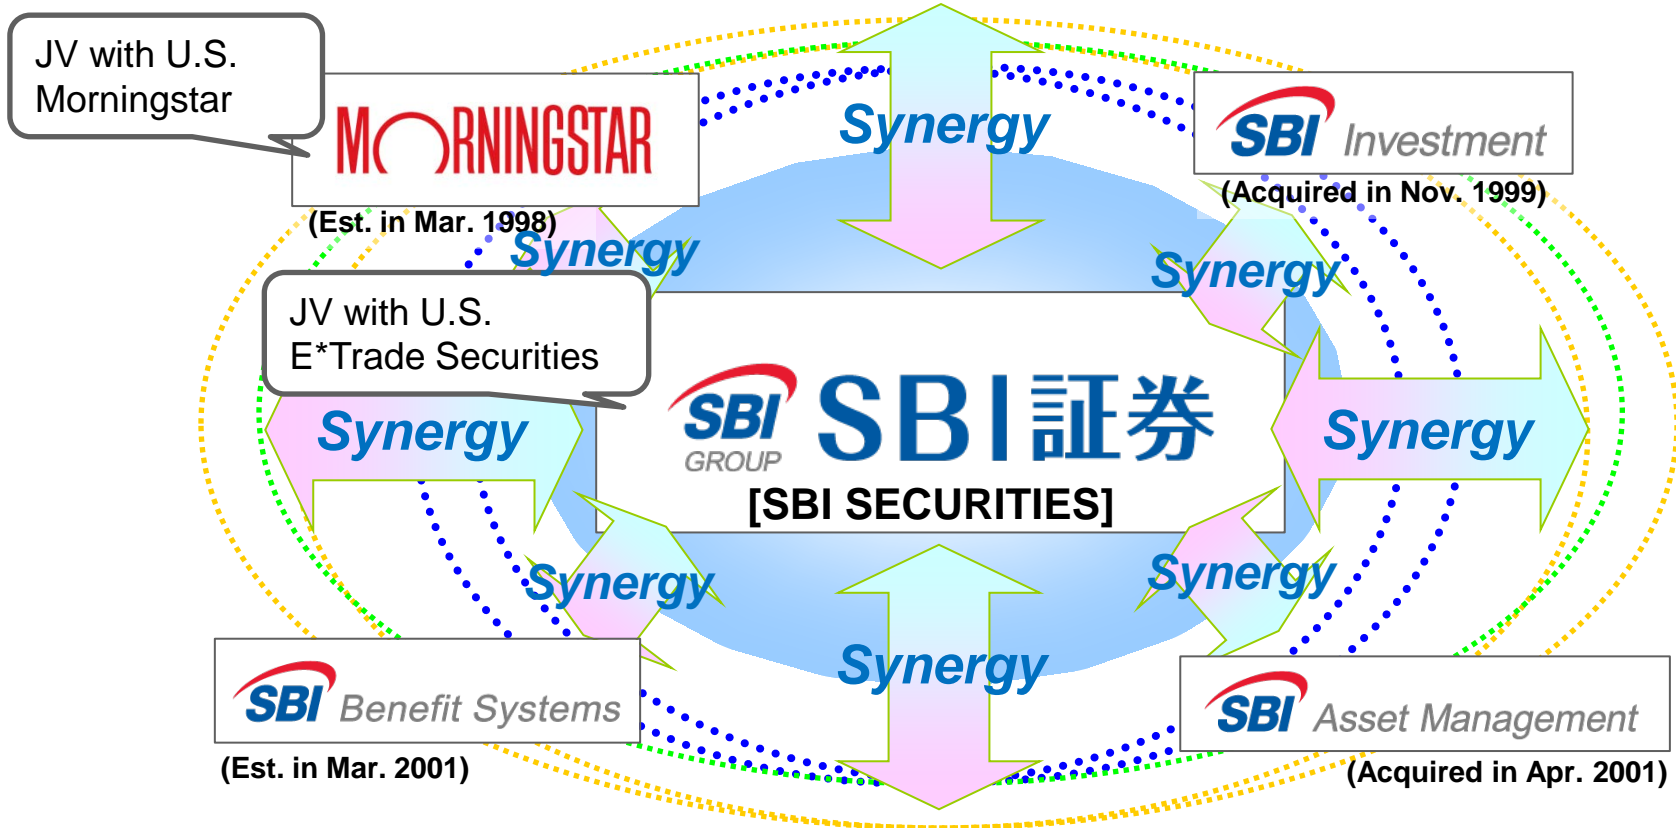 JV with U.S.
Morningstar
MORNINGSTAR
(Est. in Mar. 1998)
Synergy
SBI Investment
(Acquired in Nov. 1999)
Synergy
Synergy
JV with U.S.
E*Trade Securities
Synergy
SBI
GROUP
SBI証券
[SBI SECURITIES]
Synergy
Synergy
Synergy
Synergy
SBI Benefit Systems
(Est. in Mar. 2001)
SBI Asset Management
(Acquired in Apr. 2001)